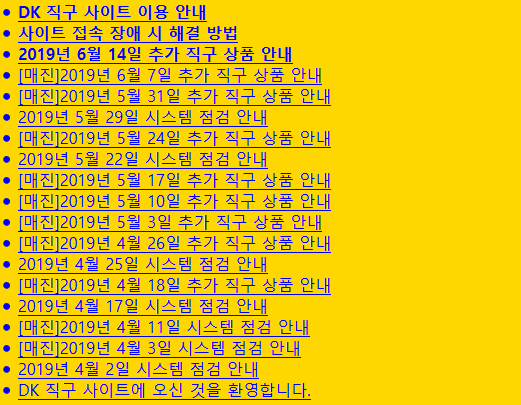 DK 직구 사이트 이용 안내
사이트 접속 장애 시 해결 방법
2019년 6월 14일 추가 직구 상품 안내
[매진]2019년 6월 7일 추가 직구 상품 안내
[매진]2019년 5월 31일 추가 직구 상품 안내
2019년 5월 29일 시스템 점검 안내
[매진]2019년 5월 24일 추가 직구 상품 안내
2019년 5월 22일 시스템 점검 안내
[매진]2019년 5월 17일 추가 직구 상품 안내
[매진]2019년 5월 10일 추가 직구 상품 안내
[매진]2019년 5월 3일 추가 직구 상품 안내
[매진]2019년 4월 26일 추가 직구 상품 안내
2019년 4월 25일 시스템 점검 안내
[매진]2019년 4월 18일 추가 직구 상품 안내
2019년 4월 17일 시스템 점검 안내
[매진]2019년 4월 11일 시스템 점검 안내
[매진]2019년 4월 3일 시스템 점검 안내
2019년 4월 2일 시스템 점검 안내
DK 직구 사이트에 오신 것을 환영합니다.